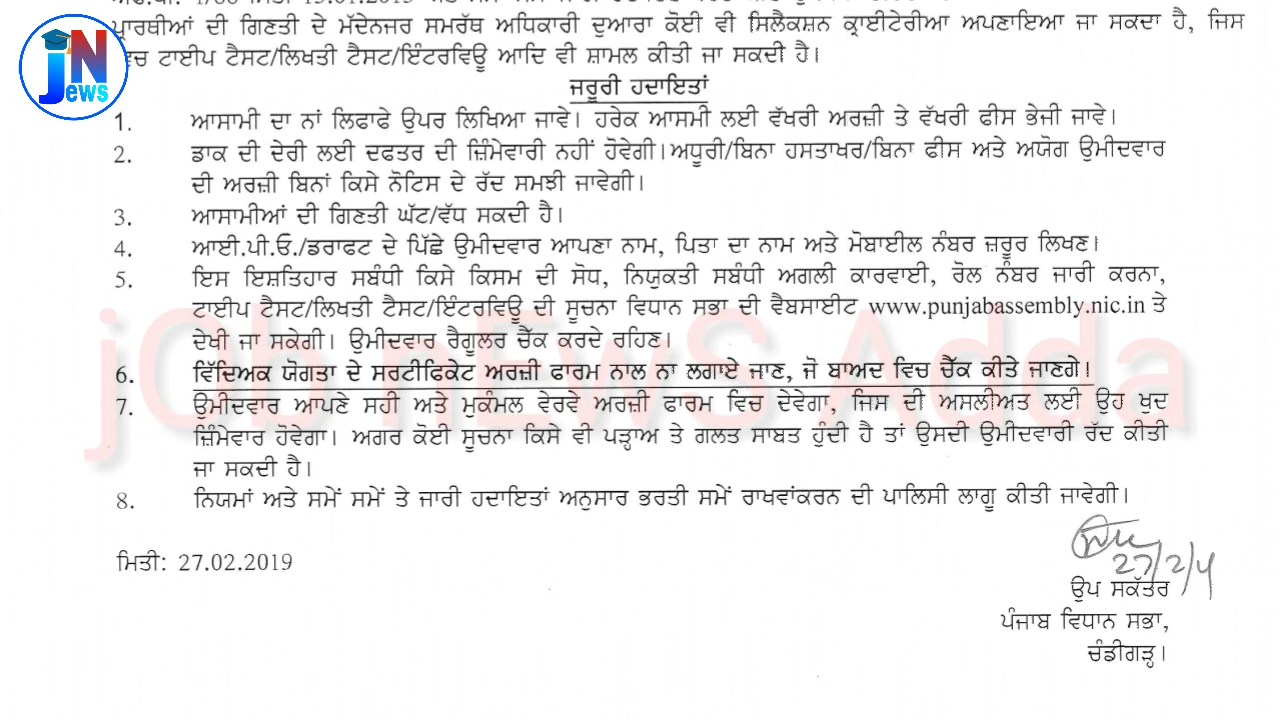 ਪ੍ਰਾਰਥੀਆਂ ਦੀ ਗਿਣਤੀ ਦੇ ਮੱਦੇਨਜਰ ਸਮਰੱਥ ਅਧਿਕਾਰੀ ਦੁਆਰਾ ਕੋਈ ਵੀ ਸਿਲੈਕਸ਼ਨ ਕ੍ਰਾਈਟੇਰੀਆ ਅਪਣਾਇਆ ਜਾ ਸਕਦਾ ਹੈ, ਜਿਸ
ਟਾਈਪ ਟੈਸਟ/ਲਿਖਤੀ ਟੈਸਟ/ਇੰਟਰਵਿਊ ਆਦਿ ਵੀ ਸ਼ਾਮਲ ਕੀਤੀ ਜਾ ਸਕਦੀ ਹੈ।
JN
ews
ਜਰੂਰੀ ਹਦਾਇਤਾਂ
1. ਆਸਾਮੀ ਦਾ ਨਾਂ ਲਿਫਾਫੇ ਉਪਰ ਲਿਖਿਆ ਜਾਵੇ। ਹਰੇਕ ਆਸਮੀ ਲਈ ਵੱਖਰੀ ਅਰਜ਼ੀ ਤੇ ਵੱਖਰੀ ਫੀਸ ਭੇਜੀ ਜਾਵੇ।
2. ਡਾਕ ਦੀ ਦੇਰੀ ਲਈ ਦਫਤਰ ਦੀ ਜ਼ਿੰਮੇਵਾਰੀ ਨਹੀਂ ਹੋਵੇਗੀ। ਅਧੂਰੀ/ਬਿਨਾ ਹਸਤਾਖਰ/ਬਿਨਾ ਫੀਸ ਅਤੇ ਅਯੋਗ ਉਮੀਦਵਾਰ
ਦੀ ਅਰਜ਼ੀ ਬਿਨਾਂ ਕਿਸੇ ਨੋਟਿਸ ਦੇ ਰੱਦ ਸਮਝੀ ਜਾਵੇਗੀ।
3. ਆਸਾਮੀਆਂ ਦੀ ਗਿਣਤੀ ਘੱਟ/ਵੱਧ ਸਕਦੀ ਹੈ।
4. ਆਈ.ਪੀ.ਓ./ਡਰਾਫਟ ਦੇ ਪਿੱਛੇ ਉਮੀਦਵਾਰ ਆਪਣਾ ਨਾਮ, ਪਿਤਾ ਦਾ ਨਾਮ ਅਤੇ ਮੋਬਾਈਲ ਨੰਬਰ ਜ਼ਰੂਰ ਲਿਖਣ।
5. ਇਸ ਇਸ਼ਤਿਹਾਰ ਸਬੰਧੀ ਕਿਸੇ ਕਿਸਮ ਦੀ ਸੋਧ, ਨਿਯੁਕਤੀ ਸਬੰਧੀ ਅਗਲੀ ਕਾਰਵਾਈ, ਰੋਲ ਨੰਬਰ ਜਾਰੀ ਕਰਨਾ,
ਟਾਈਪ ਟੈਸਟ/ਲਿਖਤੀ ਟੈਸਟ/ਇੰਟਰਵਿਊ ਦੀ ਸੂਚਨਾ ਵਿਧਾਨ ਸਭਾ ਦੀ ਵੈਬਸਾਈਟ www.punjabassembly.nic.in ਤੇ
ਦੇਖੀ ਜਾ ਸਕੇਗੀ। ਉਮੀਦਵਾਰ ਰੈਗੂਲਰ ਚੈੱਕ ਕਰਦੇ ਰਹਿਣ।
6. ਵਿੱਦਿਅਕ ਯੋਗਤਾ ਦੇ ਸਰਟੀਫਿਕੇਟ ਅਰਜ਼ੀ ਫਾਰਮ ਨਾਲ ਨਾ ਲਗਾਏ ਜਾਣ, ਜੋ ਬਾਅਦ ਵਿਚ ਚੈੱਕ ਕੀਤੇ ਜਾਣਗੇ।
7. ਉਮੀਦਵਾਰ ਆਪਣੇ ਸਹੀ ਅਤੇ ਮੁਕੰਮਲ ਵੇਰਵੇ ਅਰਜ਼ੀ ਫਾਰਮ ਵਿਚ ਦੇਵੇਗਾ, ਜਿਸ ਦੀ ਅਸਲੀਅਤ ਲਈ ਉਹ ਖੁਦ
ਜ਼ਿੰਮੇਵਾਰ ਹੋਵੇਗਾ। ਅਗਰ ਕੋਈ ਸੂਚਨਾ ਕਿਸੇ ਵੀ ਪੜ੍ਹਾਅ ਤੇ ਗਲਤ ਸਾਬਤ ਹੁੰਦੀ ਹੈ ਤਾਂ ਉਸਦੀ ਉਮੀਦਵਾਰੀ ਰੱਦ ਕੀਤੀ
ਜਾ ਸਕਦੀ ਹੈ।
jOb nEwS Adda
8. ਨਿਯਮਾਂ ਅਤੇ ਸਮੇਂ ਸਮੇਂ ਤੇ ਜਾਰੀ ਹਦਾਇਤਾਂ ਅਨੁਸਾਰ ਭਰਤੀ ਸਮੇਂ ਰਾਖਵਾਂਕਰਨ ਦੀ ਪਾਲਿਸੀ ਲਾਗੂ ਕੀਤੀ ਜਾਵੇਗੀ।
ਮਿਤੀ: 27.02.2019
ਉਪ ਸਕੱਤਰ
ਪੰਜਾਬ ਵਿਧਾਨ ਸਭਾ,
ਚੰਡੀਗੜ੍ਹ।